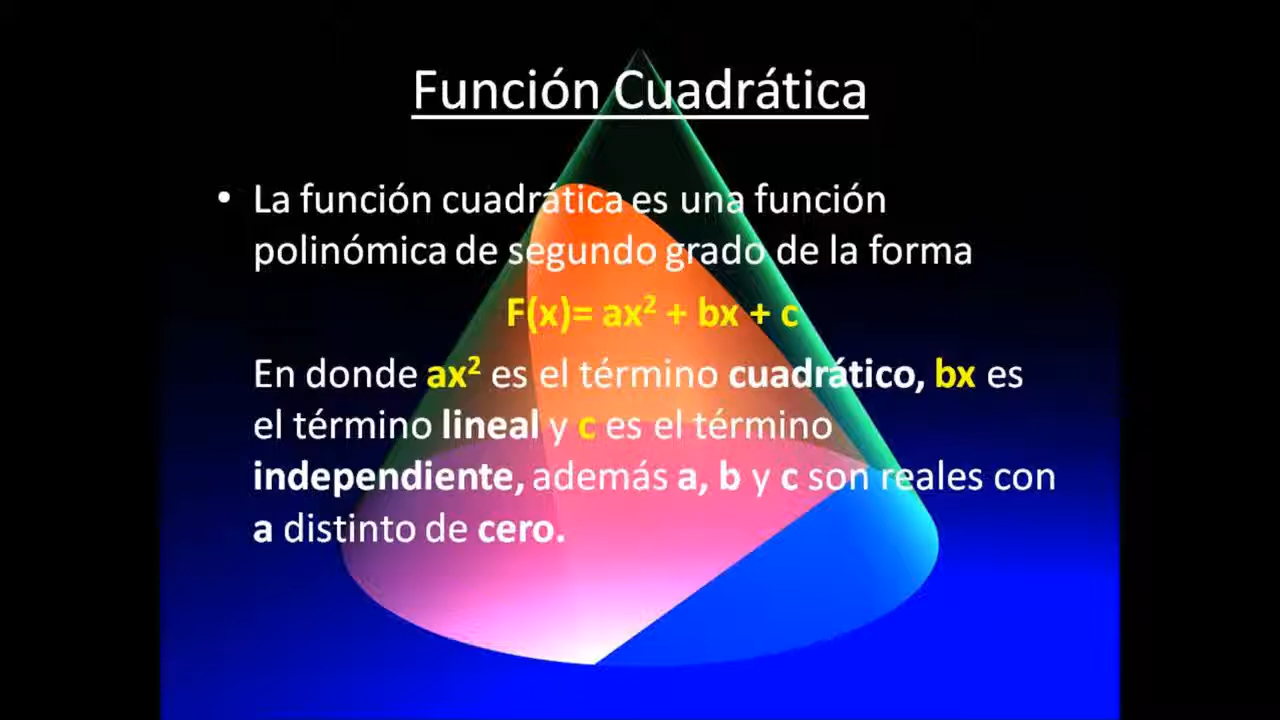 Función Cuadrática
• La función cuadrática es una función
polinómica de segundo grado de la forma
F(x)= ax² + bx + c
En donde ax² es el término cuadrático, bx es
el término lineal y c es el término
independiente, además a, b y c son reales con
a distinto de cero.